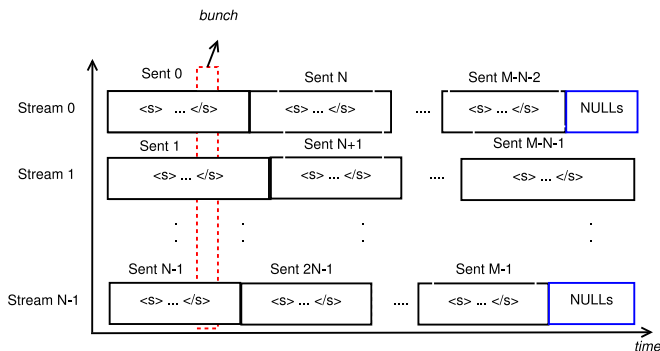 bunch
Sent 0 Sent N Sent M-N-2
Stream 0 <s> ... </s> <s> ... </s> .... <s> ... </s> NULLs
Sent 1 Sent N+1 Sent M-N-1
Stream 1 <s> ... </s> <s> ... </s> .... <s> ... </s>
Sent N-1 Sent 2N-1 Sent M-1
Stream N-1 <s> ... </s> <s> ... </s> .... <s> ... </s> NULLs
time